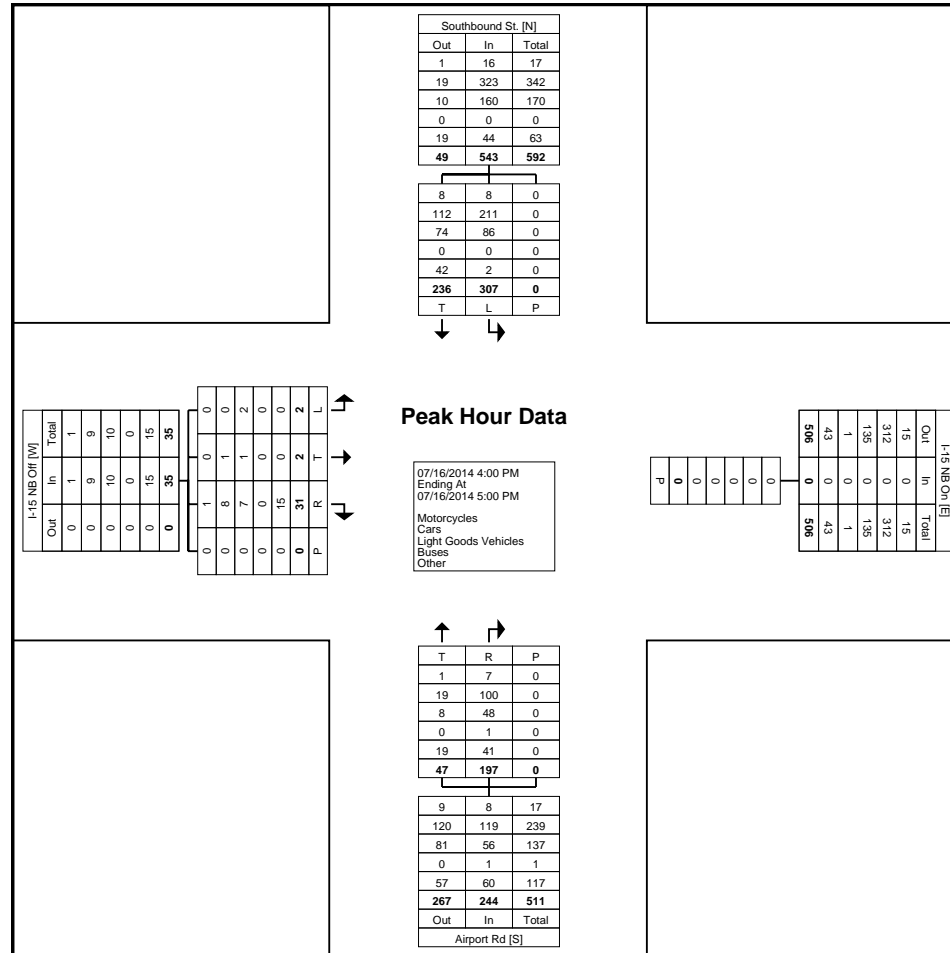 Southbound St. [N]
Out In Total
1 16 17
19 323 342
10 160 170
0 0 0
19 44 63
49 543 592
8 8 0
112 211 0
74 86 0
0 0 0
42 2 0
236 307 0
T L P
I-15 NB Off [W]
Total 1 9 10 0 15 35
In 1 9 10 0 15 35
Out 0 0 0 0 0 0
0 0 2 0 0 2 L
0 1 1 0 0 2 T
1 8 7 0 15 31 R
0 0 0 0 0 0 P
Peak Hour Data
07/16/2014 4:00 PM
Ending At
07/16/2014 5:00 PM
Motorcycles
Cars
Light Goods Vehicles
Buses
Other
I-15 NB On [E]
Out In Total
15 0 15
312 0 312
135 0 135
1 0 1
43 0 43
506 0 506
0
0
0
0
0
0
P
T R P
1 7 0
19 100 0
8 48 0
0 1 0
19 41 0
47 197 0
9 8 17
120 119 239
81 56 137
0 1 1
57 60 117
267 244 511
Out In Total
Airport Rd [S]